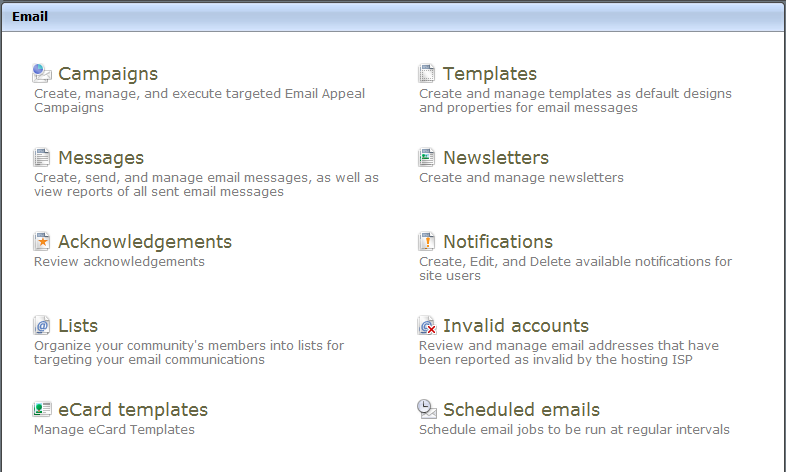 Email
Campaigns
Create, manage, and execute targeted Email Appeal
Campaigns
Templates
Create and manage templates as default designs
and properties for email messages
Messages
Create, send, and manage email messages, as well as
view reports of all sent email messages
Newsletters
Create and manage newsletters
Acknowledgements
Review acknowledgements
Notifications
Create, Edit, and Delete available notifications for
site users
Lists
Organize your community's members into lists for
targeting your email communications
Invalid accounts
Review and manage email addresses that have
been reported as invalid by the hosting ISP
eCard templates
Manage eCard Templates
Scheduled emails
Schedule email jobs to be run at regular intervals